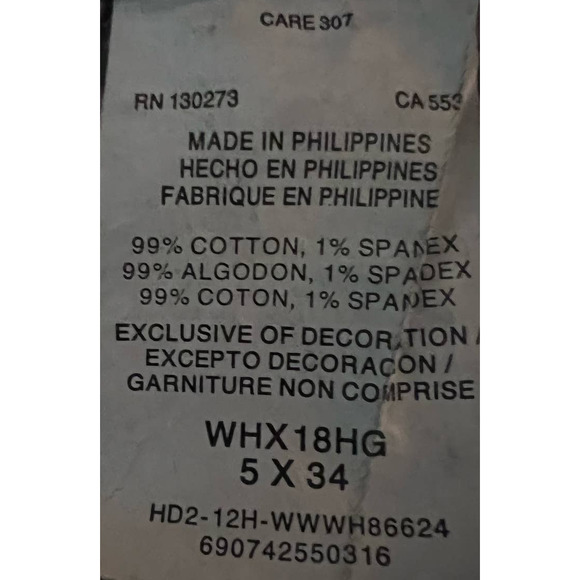 CARE 307
RN 130273 CA 553
MADE IN PHILIPPINES
HECHO EN PHILIPPINES
FABRIQUE EN PHILIPPINE
99% COTTON, 1% SPANEX
99% ALGODON, 1% SPADEX
99% COTON, 1% SPANEX
EXCLUSIVE OF DECORATION /
EXCEPTO DECORACON /
GARNITURE NON COMPRISE
WHX18HG
5 X 34
HD2-12H-WWWH86624
690742550316